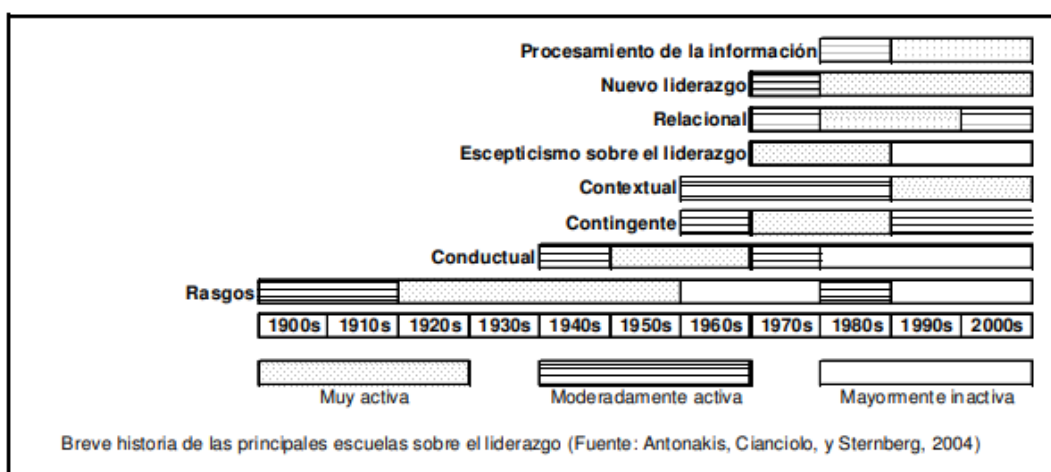 Procesamiento de la información
Nuevo liderazgo
Relacional
Escepticismo sobre el liderazgo
Contextual
Contingente
Conductual
Rasgos
1900s 1910s 1920s 1930s 1940s 1950s 1960s 1970s 1980s 1990s 2000s
Muy activa Moderadamente activa Mayormente inactiva
Breve historia de las principales escuelas sobre el liderazgo (Fuente: Antonakis, Cianciolo, y Sternberg, 2004)